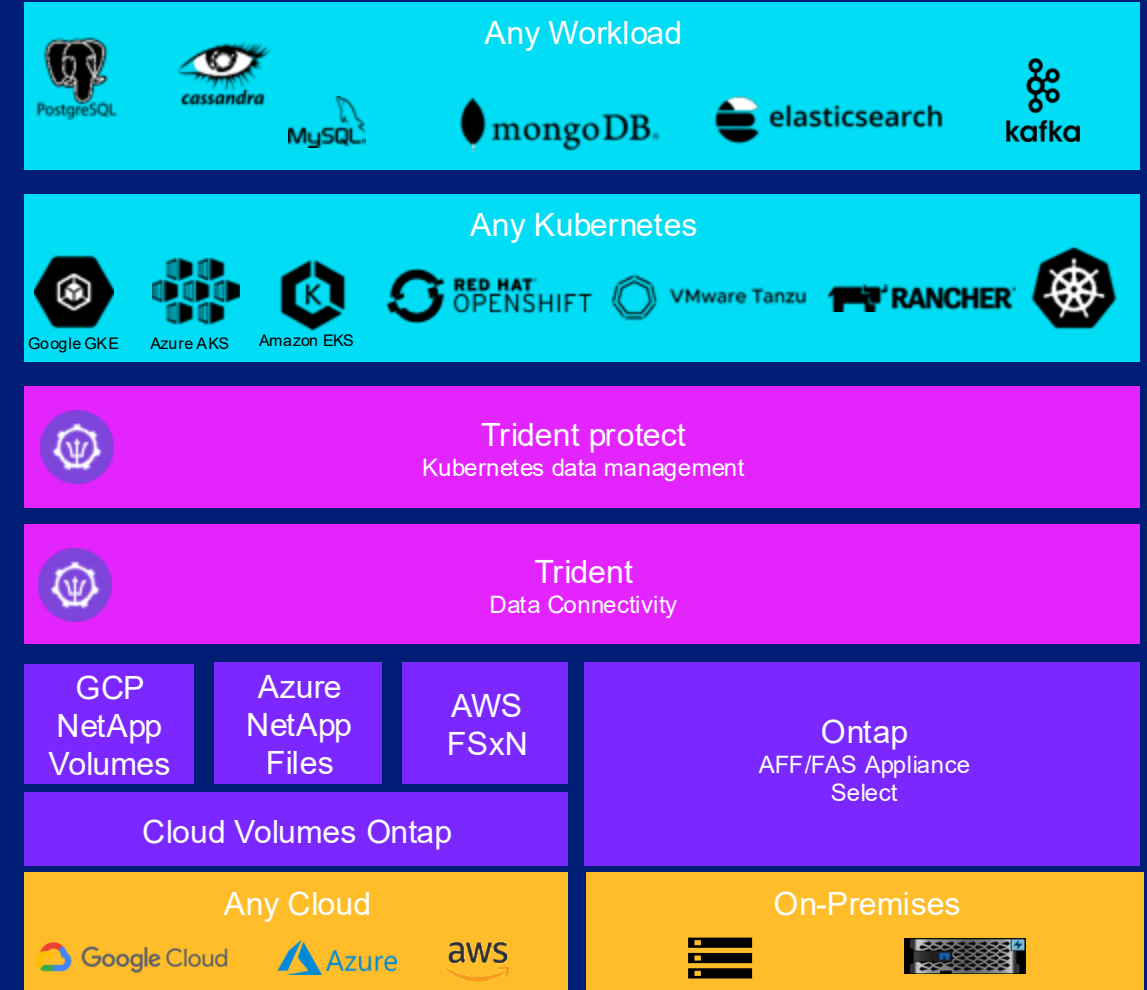 Any Workload
PostgreSQL
cassandra
MySQL
mongoDB.
elasticsearch
kafka
Any Kubernetes
K
RED HAT
OPENSHIFT
VMware Tanzu
RANCHER
Google GKE
Azure AKS
Amazon EKS
Trident protect
Kubernetes data management
Trident
Data Connectivity
GCP
NetApp
Volumes
Azure
NetApp
Files
AWS
FSxN
Ontap
AFF/FAS Appliance
Select
Cloud Volumes Ontap
Any Cloud
Google Cloud
Azure
aws
On-Premises